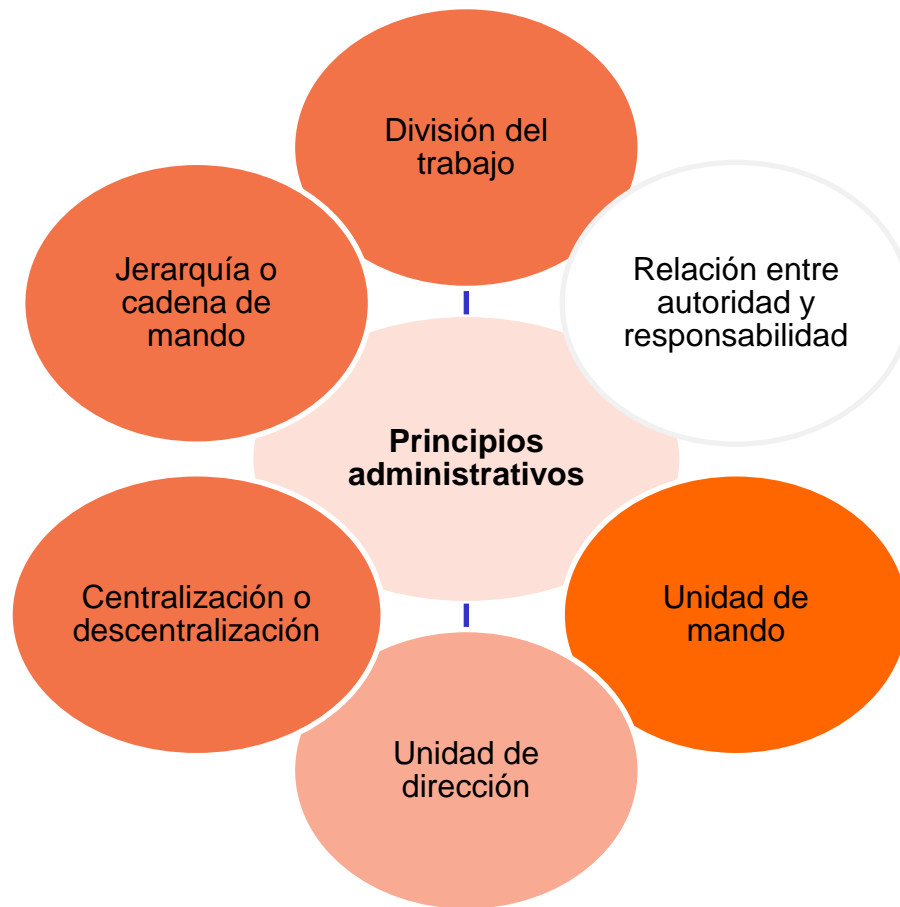 División del
trabajo
Jerarquía o
cadena de
mando
Relación entre
autoridad y
responsabilidad
Principios
administrativos
Centralización o
descentralización
Unidad de
mando
Unidad de
dirección